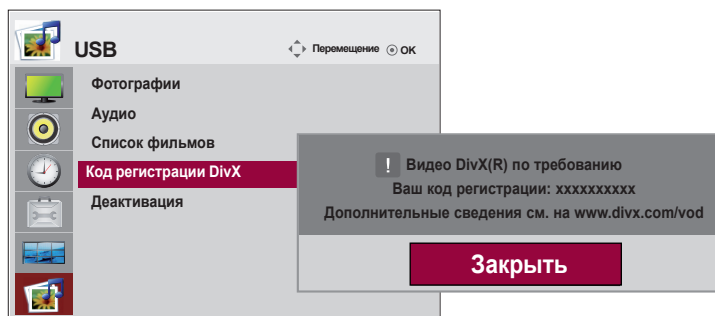 USB
Перемещение OK
Фотографии
Аудио
Список фильмов
Код регистрации DivX
Деактивация
! Видео DivX(R) по требованию
Ваш код регистрации: xxxxxxxxxx
Дополнительные сведения см. на www.divx.com/vod
Закрыть